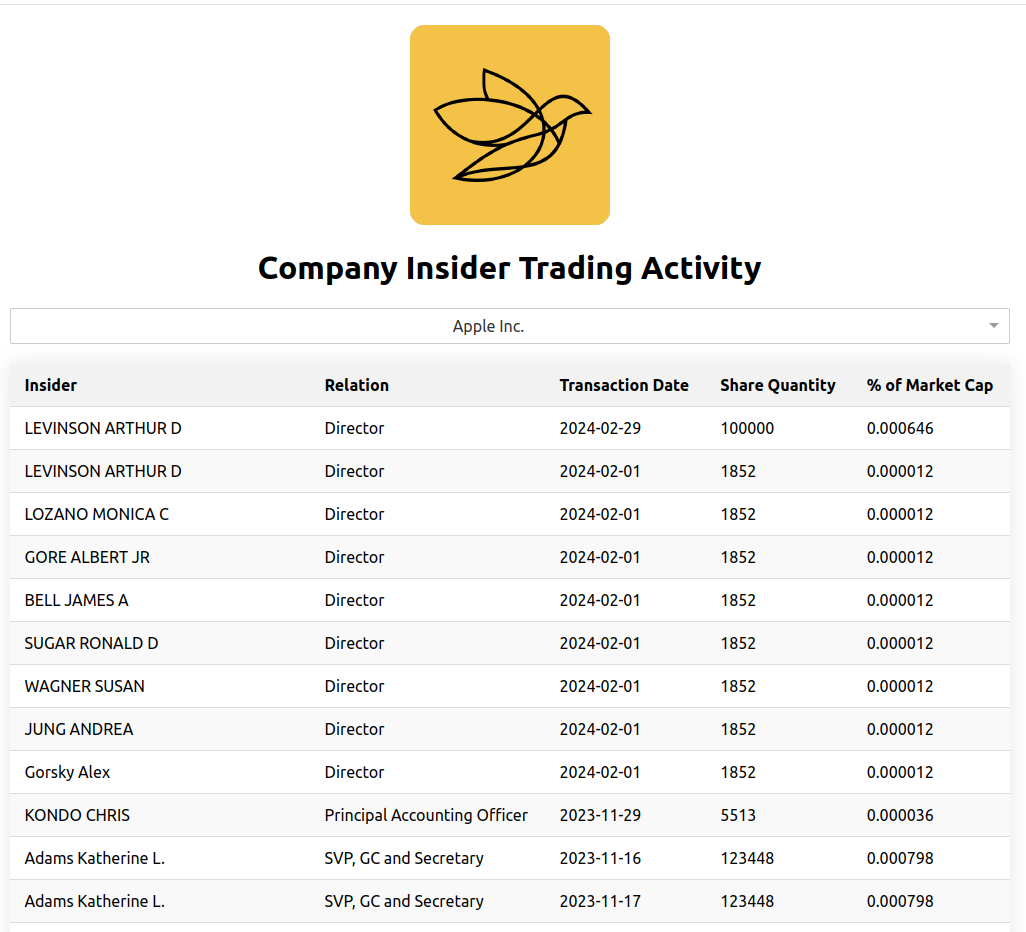 Company Insider Trading Activity
Apple Inc.
Insider Relation Transaction Date Share Quantity % of Market Cap
LEVINSON ARTHUR D Director 2024-02-29 100000 0.000646
LEVINSON ARTHUR D Director 2024-02-01 1852 0.000012
LOZANO MONICA C Director 2024-02-01 1852 0.000012
GORE ALBERT JR Director 2024-02-01 1852 0.000012
BELL JAMES A Director 2024-02-01 1852 0.000012
SUGAR RONALD D Director 2024-02-01 1852 0.000012
WAGNER SUSAN Director 2024-02-01 1852 0.000012
JUNG ANDREA Director 2024-02-01 1852 0.000012
Gorsky Alex Director 2024-02-01 1852 0.000012
KONDO CHRIS Principal Accounting Officer 2023-11-29 5513 0.000036
Adams Katherine L. SVP, GC and Secretary 2023-11-16 123448 0.000798
Adams Katherine L. SVP, GC and Secretary 2023-11-17 123448 0.000798